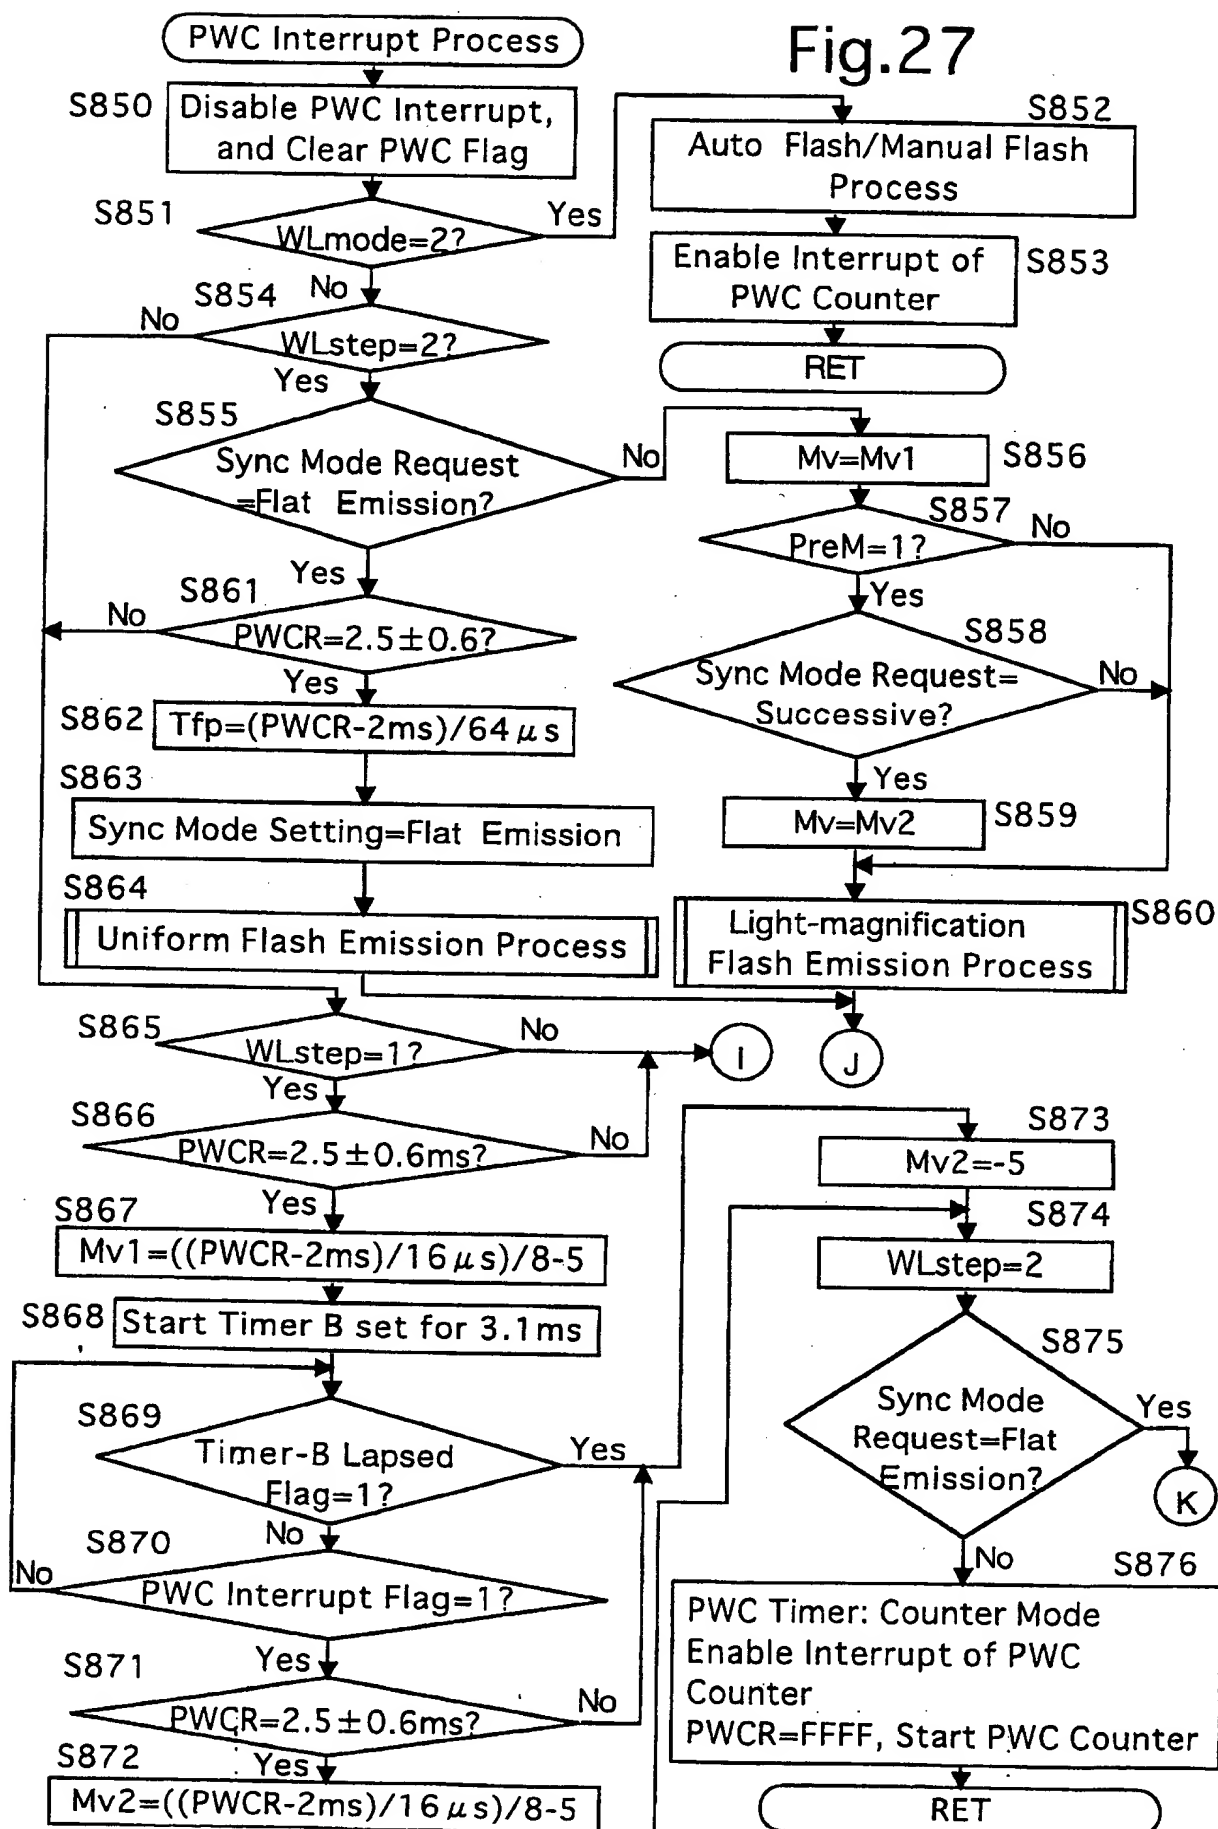 Fig.27
PWC Interrupt Process
S850
Disable PWC Interrupt,
and Clear PWC Flag
S851
WLmode=2?
Yes
No
S852
Auto Flash/Manual Flash
Process
S853
Enable Interrupt of
PWC Counter
RET
S854
No
WLstep=2?
Yes
S855
Sync Mode Request
=Flat Emission?
No
Yes
Mv=Mv1
S856
S857
PreM=1?
No
Yes
S858
Sync Mode Request=
Successive?
No
Yes
Mv=Mv2
S859
S860
Light-magnification
Flash Emission Process
S861
No
PWCR=2.5±0.6?
Yes
S862
Tfp=(PWCR-2ms)/64μs
S863
Sync Mode Setting=Flat Emission
S864
Uniform Flash Emission Process
S865
WLstep=1?
No
I
J
Yes
S866
PWCR=2.5±0.6ms?
No
Yes
S867
Mv1=((PWCR-2ms)/16μs)/8-5
S868
Start Timer B set for 3.1ms
S869
Timer-B Lapsed
Flag=1?
Yes
No
S870
No
PWC Interrupt Flag=1?
Yes
S871
PWCR=2.5±0.6ms?
No
Yes
S872
Mv2=((PWCR-2ms)/16μs)/8-5
S873
Mv2=-5
S874
WLstep=2
S875
Sync Mode
Request=Flat
Emission?
Yes
K
No
S876
PWC Timer: Counter Mode
Enable Interrupt of PWC
Counter
PWCR=FFFF, Start PWC Counter
RET